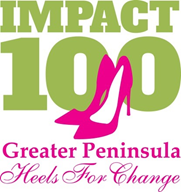 IMPACT
100
Greater Peninsula
Heels For Change